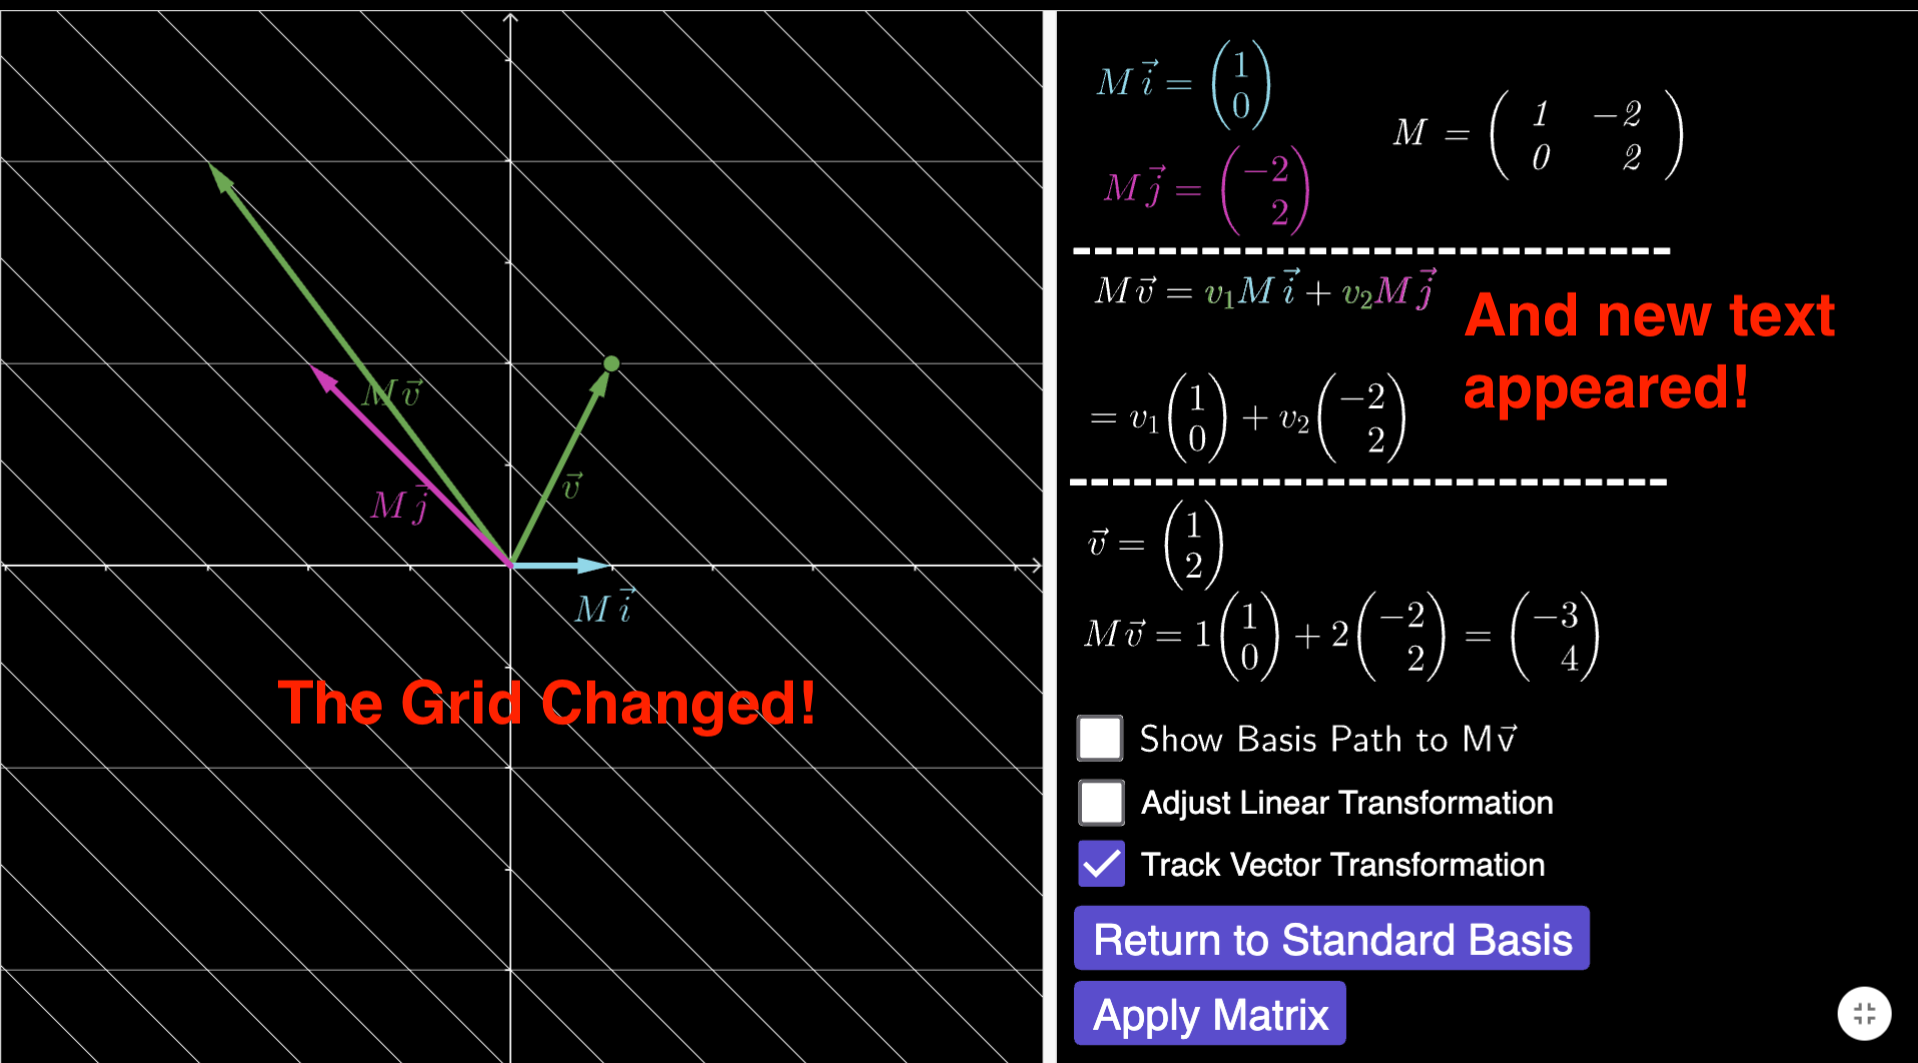 M\vec{i} = \begin{pmatrix} 1 \\ 0 \end{pmatrix}
M = \begin{pmatrix} 1 & -2 \\ 0 & 2 \end{pmatrix}
M\vec{j} = \begin{pmatrix} -2 \\ 2 \end{pmatrix}
M\vec{v} = v_1 M\vec{i} + v_2 M\vec{j}
And new text
appeared!
= v_1 \begin{pmatrix} 1 \\ 0 \end{pmatrix} + v_2 \begin{pmatrix} -2 \\ 2 \end{pmatrix}
\vec{v} = \begin{pmatrix} 1 \\ 2 \end{pmatrix}
M\vec{v} = 1 \begin{pmatrix} 1 \\ 0 \end{pmatrix} + 2 \begin{pmatrix} -2 \\ 2 \end{pmatrix} = \begin{pmatrix} -3 \\ 4 \end{pmatrix}
Show Basis Path to M\vec{v}
Adjust Linear Transformation
Track Vector Transformation
Return to Standard Basis
Apply Matrix
M\vec{v}
\vec{v}
M\vec{j}
M\vec{i}
The Grid Changed!